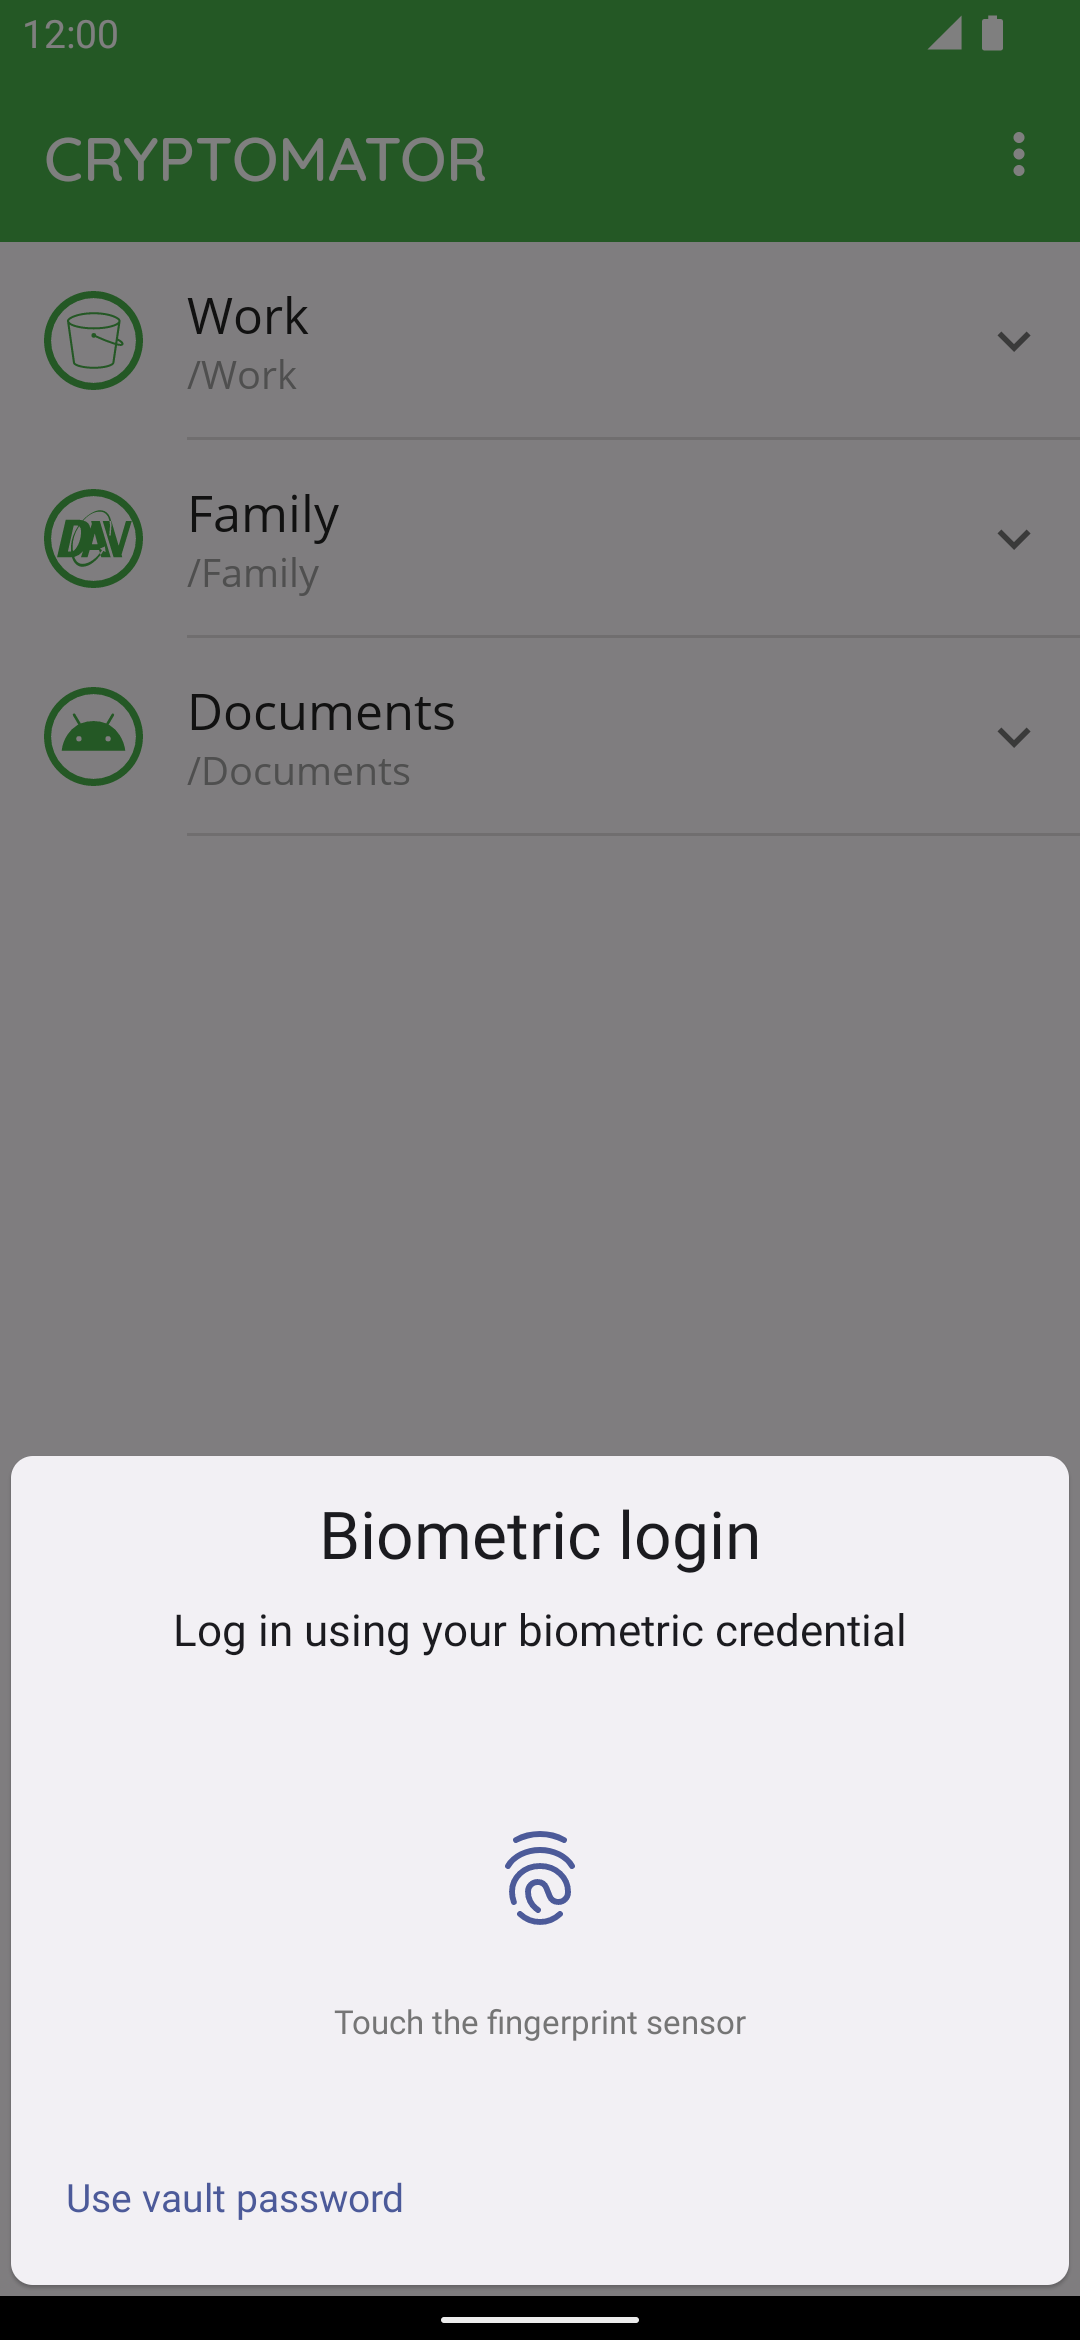 12:00
CRYPTOMATOR
Work
/Work
DAV
Family
/Family
Documents
/Documents
Biometric login
Log in using your biometric credential
Touch the fingerprint sensor
Use vault password